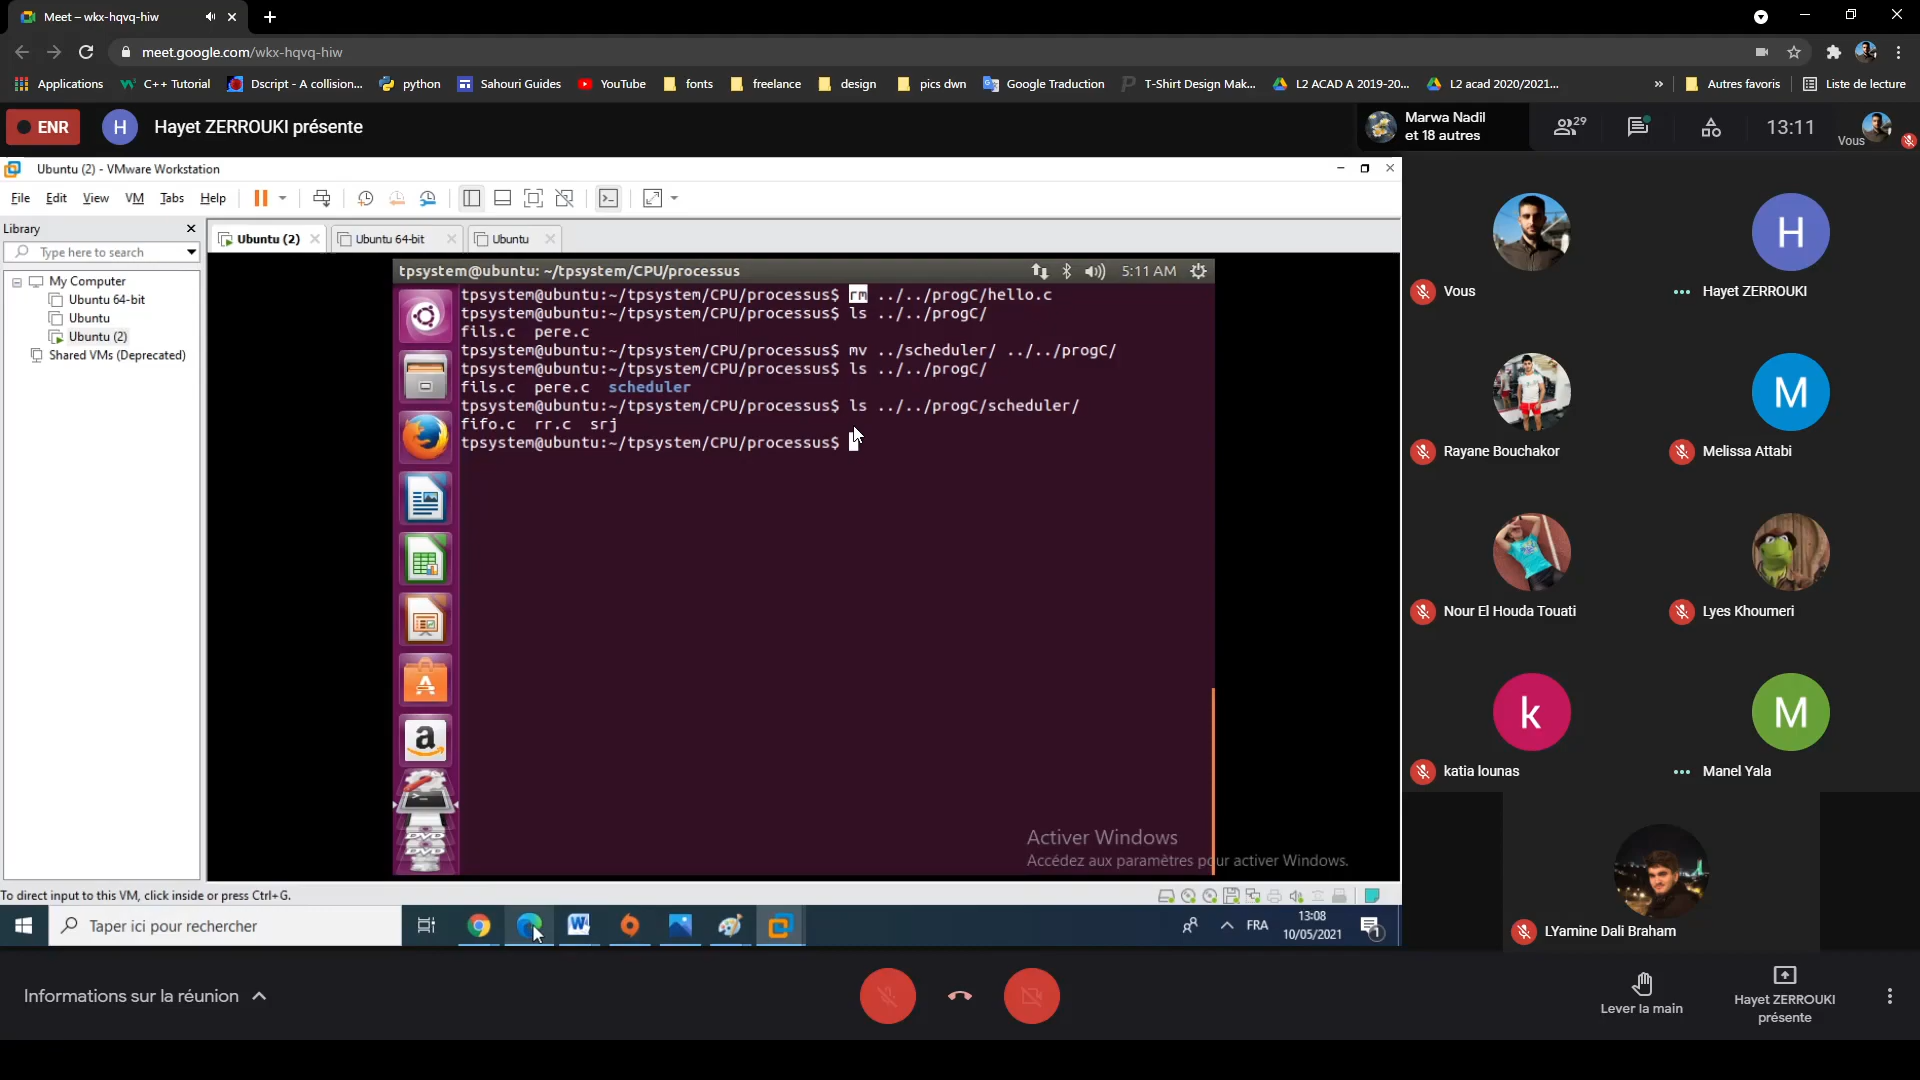 Meet – wkx-hqvq-hiw
meet.google.com/wkx-hqvq-hiw
Applications
C++ Tutorial
Dscript - A collision...
python
Sahouri Guides
YouTube
fonts
freelance
design
pics dwn
Google Traduction
T-Shirt Design Mak...
L2 ACAD A 2019-20...
L2 acad 2020/2021...
»
Autres favoris
Liste de lecture
ENR
H
Hayet ZERROUKI présente
Marwa Nadil
et 18 autres
29
13:11
Vous
Ubuntu (2) - VMware Workstation
File Edit View VM Tabs Help
Library
Type here to search
My Computer
Ubuntu 64-bit
Ubuntu
Ubuntu (2)
Shared VMs (Deprecated)
Ubuntu (2)
Ubuntu 64-bit
Ubuntu
tpsystem@ubuntu: ~/tpsystem/CPU/processus
5:11 AM
tpsystem@ubuntu:~/tpsystem/CPU/processus$ rm ../../progC/hello.c
tpsystem@ubuntu:~/tpsystem/CPU/processus$ ls ../../progC/
fils.c pere.c
tpsystem@ubuntu:~/tpsystem/CPU/processus$ mv ../scheduler/ ../../progC/
tpsystem@ubuntu:~/tpsystem/CPU/processus$ ls ../../progC/
fils.c pere.c scheduler
tpsystem@ubuntu:~/tpsystem/CPU/processus$ ls ../../progC/scheduler/
fifo.c rr.c srj
tpsystem@ubuntu:~/tpsystem/CPU/processus$
a
DVD
DVD
Activer Windows
Accédez aux paramètres pour activer Windows.
To direct input to this VM, click inside or press Ctrl+G.
Taper ici pour rechercher
FRA
13:08
10/05/2021
1
Vous
H
Hayet ZERROUKI
Rayane Bouchakor
M
Melissa Attabi
Nour El Houda Touati
Lyes Khoumeri
k
katia lounas
M
Manel Yala
LYamine Dali Braham
Informations sur la réunion
Lever la main
Hayet ZERROUKI
présente